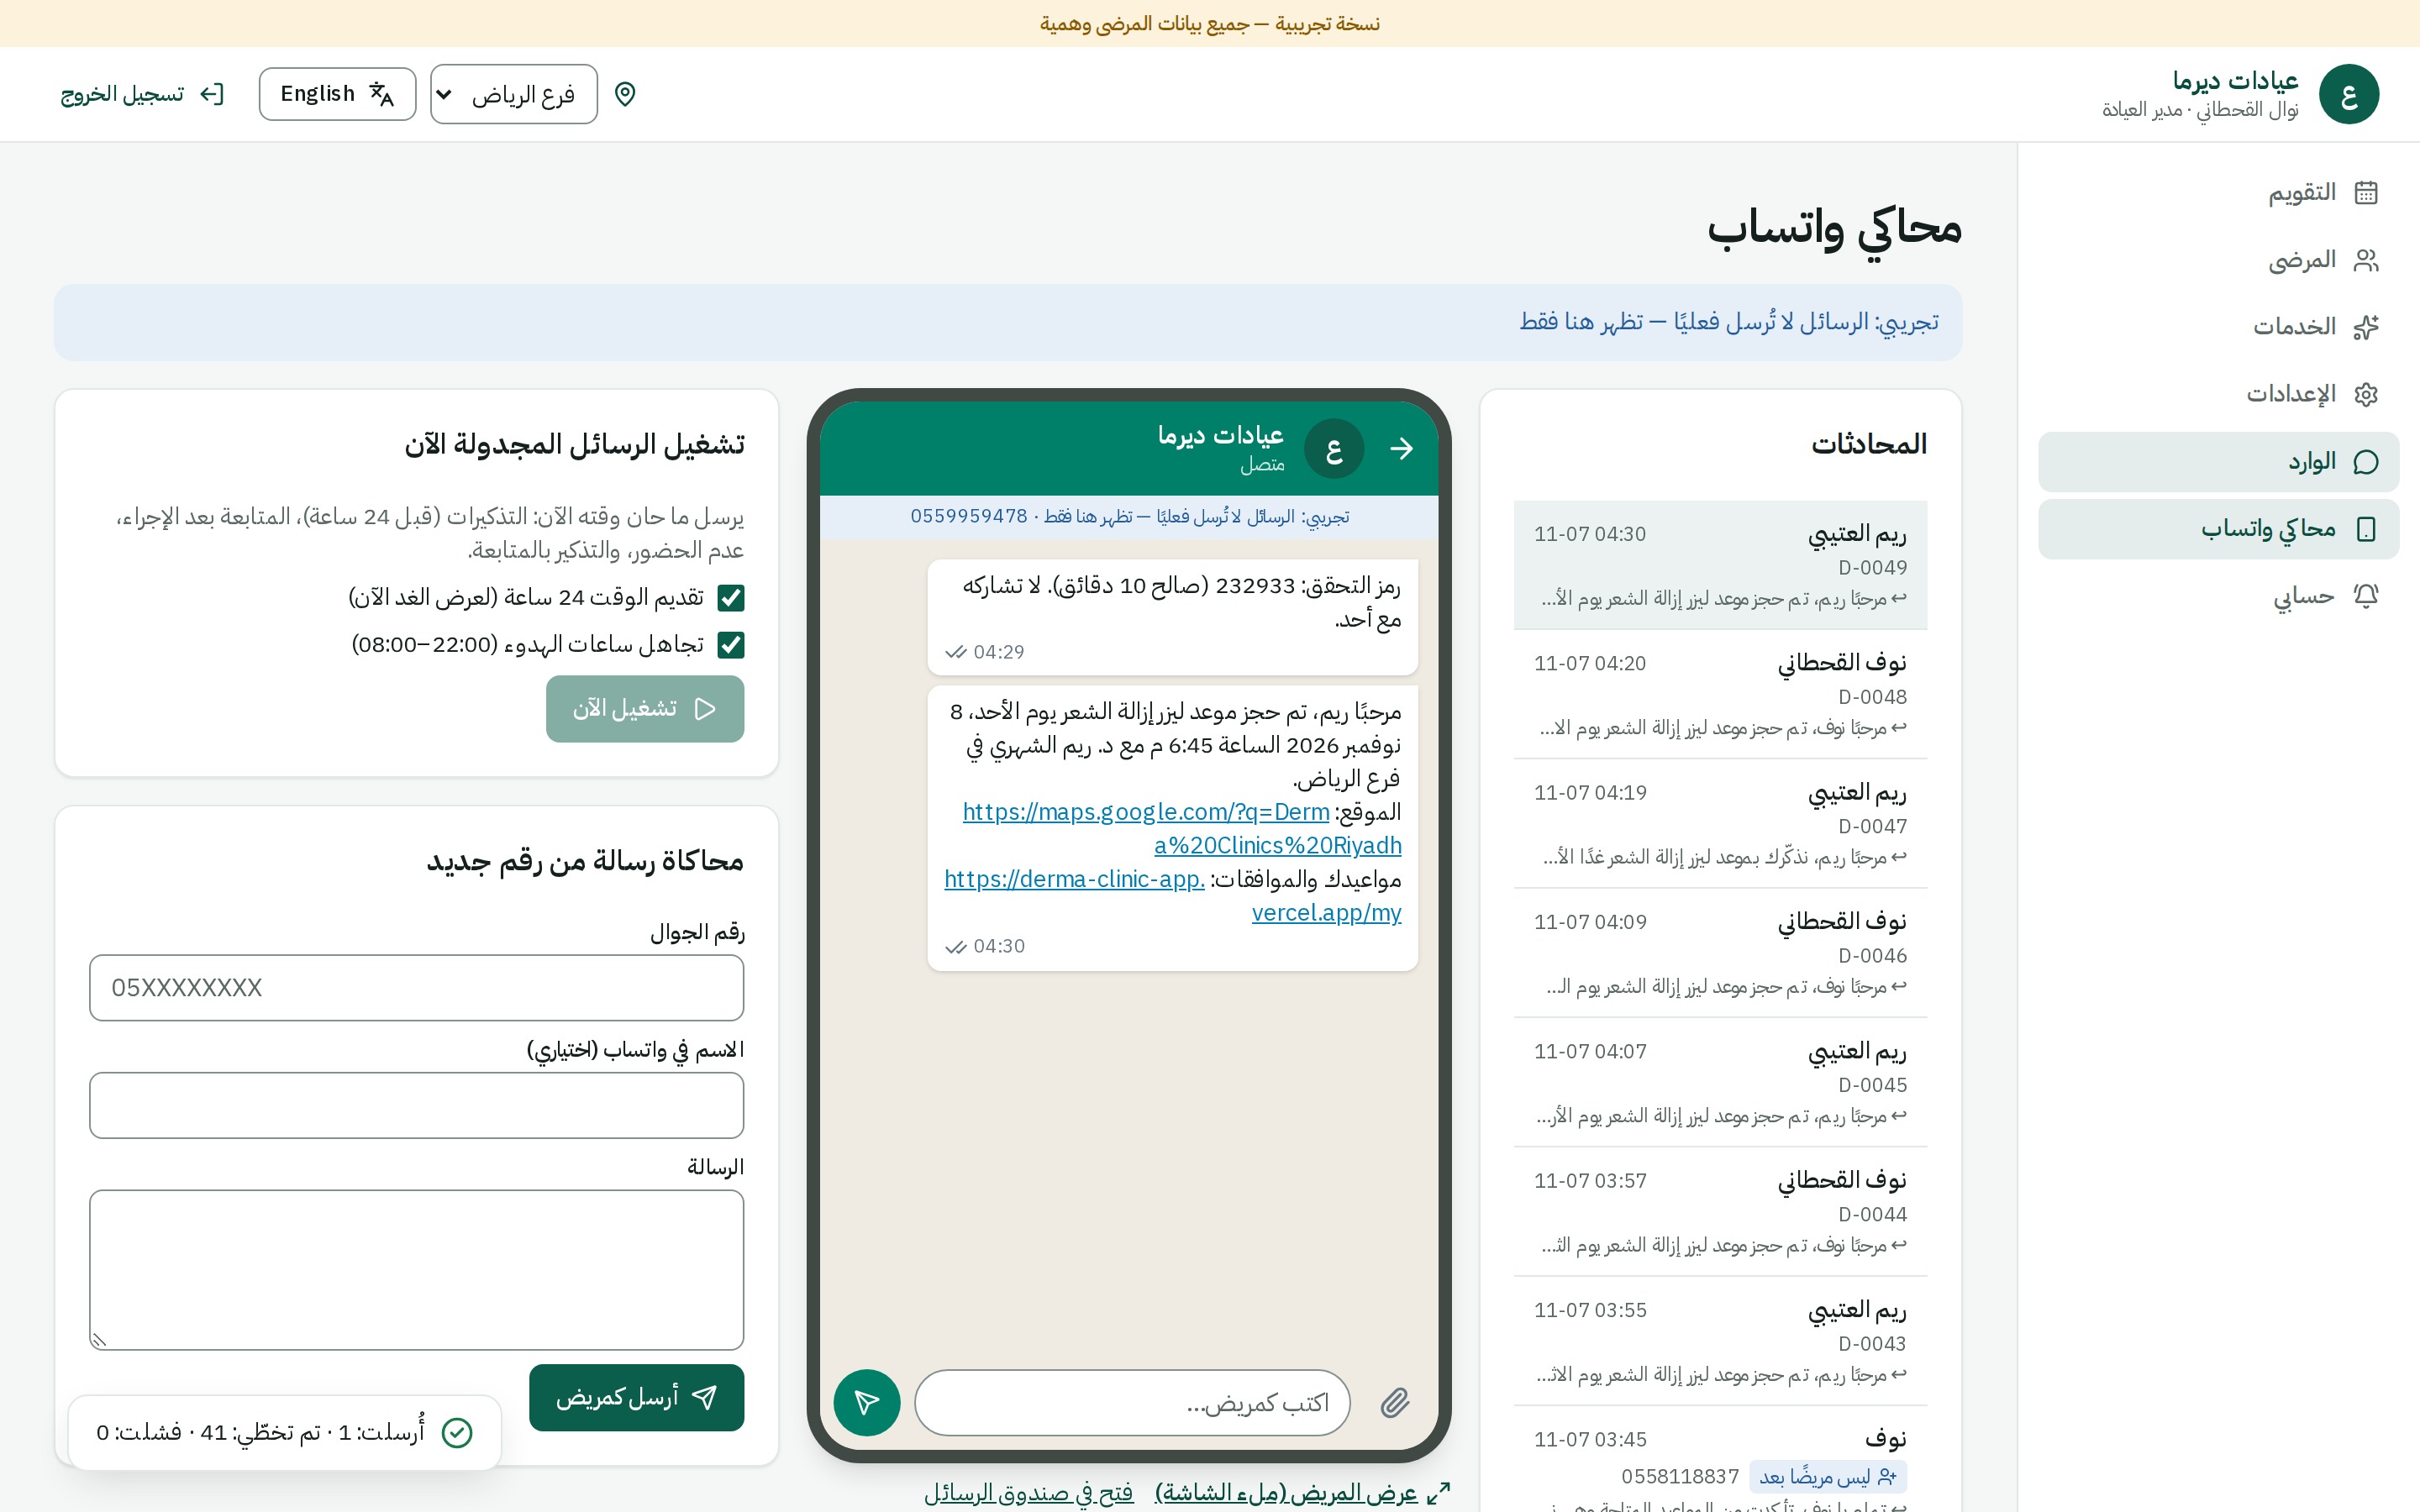 نسخة تجريبية — جميع بيانات المرضى وهمية
ع
عيادات ديرما
نوال القحطاني · مدير العيادة
فرع الرياض
English
تسجيل الخروج
التقويم
المرضى
الخدمات
الإعدادات
الوارد
محاكي واتساب
حسابي
محاكي واتساب
تجريبي: الرسائل لا تُرسل فعليًا — تظهر هنا فقط
المحادثات
ريم العتيبي 11-07 04:30
D-0049
↩ مرحبًا ريم، تم حجز موعد ليزر إزالة الشعر يوم الأ...
نوف القحطاني 11-07 04:20
D-0048
↩ مرحبًا نوف، تم حجز موعد ليزر إزالة الشعر يوم الا...
ريم العتيبي 11-07 04:19
D-0047
↩ مرحبًا ريم، نذكّرك بموعد ليزر إزالة الشعر غدًا الأ...
نوف القحطاني 11-07 04:09
D-0046
↩ مرحبًا نوف، تم حجز موعد ليزر إزالة الشعر يوم الـ...
ريم العتيبي 11-07 04:07
D-0045
↩ مرحبًا ريم، تم حجز موعد ليزر إزالة الشعر يوم الأر...
نوف القحطاني 11-07 03:57
D-0044
↩ مرحبًا نوف، تم حجز موعد ليزر إزالة الشعر يوم الثـ...
ريم العتيبي 11-07 03:55
D-0043
↩ مرحبًا ريم، تم حجز موعد ليزر إزالة الشعر يوم الاثـ...
نوف 11-07 03:45
ليس مريضًا بعد 0558118837
ع
عيادات ديرما
متصل
تجريبي: الرسائل لا تُرسل فعليًا — تظهر هنا فقط · 0559959478
رمز التحقق: 232933 (صالح 10 دقائق). لا تشاركه
مع أحد.
04:29
مرحبًا ريم، تم حجز موعد ليزر إزالة الشعر يوم الأحد، 8
نوفمبر 2026 الساعة 6:45 م مع د. ريم الشهري في
فرع الرياض.
الموقع: https://maps.google.com/?q=Derm
a%20Clinics%20Riyadh
مواعيدك والموافقات: https://derma-clinic-app.
vercel.app/my
04:30
اكتب كمريض...
عرض المريض (ملء الشاشة) فتح في صندوق الرسائل
تشغيل الرسائل المجدولة الآن
يرسل ما حان وقته الآن: التذكيرات (قبل 24 ساعة)، المتابعة بعد الإجراء،
عدم الحضور، والتذكير بالمتابعة.
تقديم الوقت 24 ساعة (لعرض الغد الآن)
تجاهل ساعات الهدوء (22:00–08:00)
تشغيل الآن
محاكاة رسالة من رقم جديد
رقم الجوال
05XXXXXXXX
الاسم في واتساب (اختياري)
الرسالة
أرسل كمريض
أُرسلت: 1 · تم تخطّي: 41 · فشلت: 0